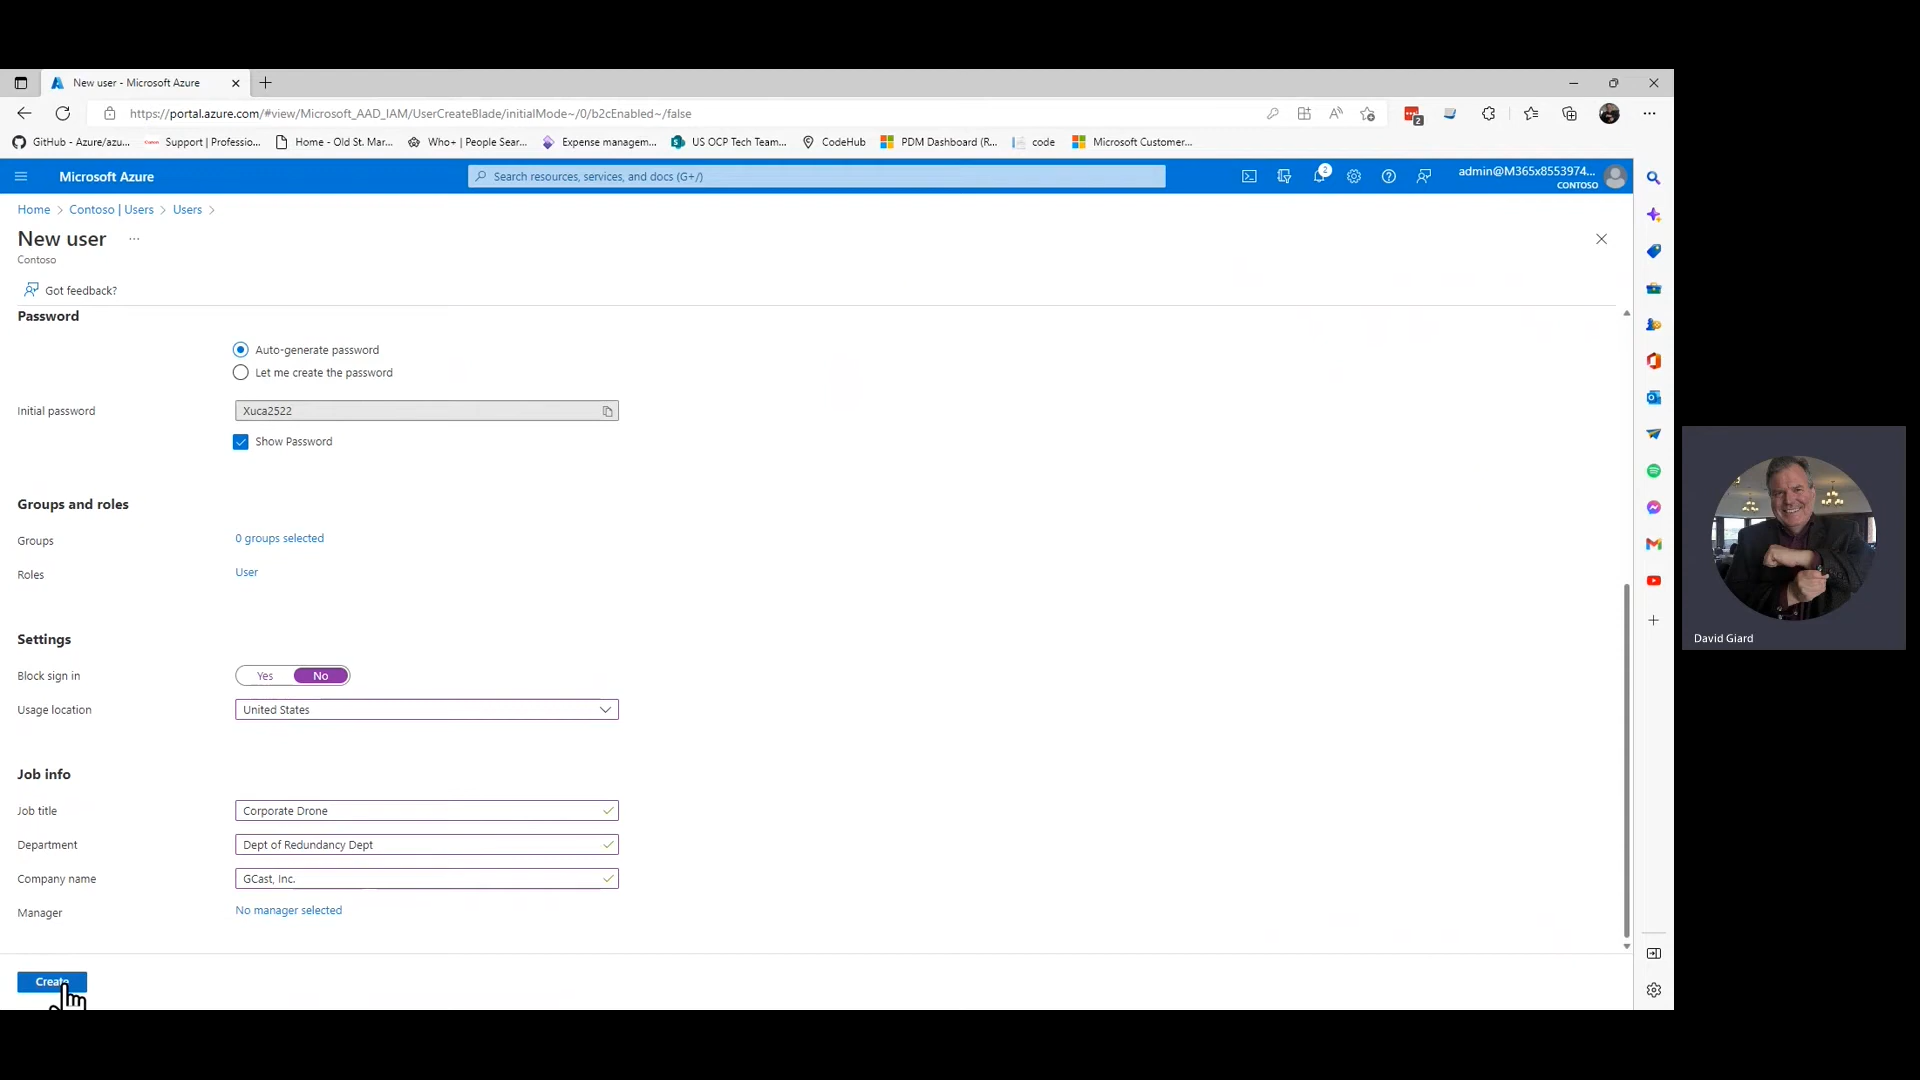 New user - Microsoft Azure
https://portal.azure.com/#view/Microsoft_AAD_IAM/UserCreateBlade/initialMode~/0/b2cEnabled~/false
2
GitHub - Azure/azu...
Support | Professio...
Home - Old St. Mar...
Who+ | People Sear...
Expense managem...
US OCP Tech Team...
CodeHub
PDM Dashboard (R...
code
Microsoft Customer...
Microsoft Azure
Search resources, services, and docs (G+/)
2
admin@M365x8553974...
CONTOSO
Home > Contoso | Users > Users >
New user ...
Contoso
Got feedback?
Password
Auto-generate password
Let me create the password
Initial password
Xuca2522
Show Password
Groups and roles
Groups
0 groups selected
Roles
User
Settings
Block sign in
Yes
No
Usage location
United States
Job info
Job title
Corporate Drone
Department
Dept of Redundancy Dept
Company name
GCast, Inc.
Manager
No manager selected
Create
David Giard